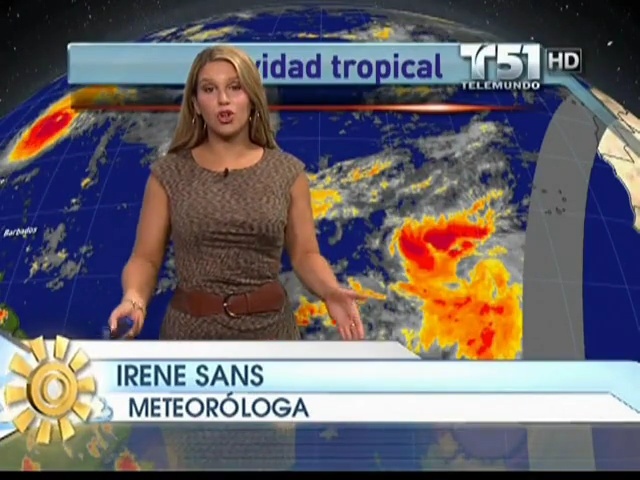 vidad tropical
T51 HD
TELEMUNDO
Barbados
IRENE SANS
METEORÓLOGA